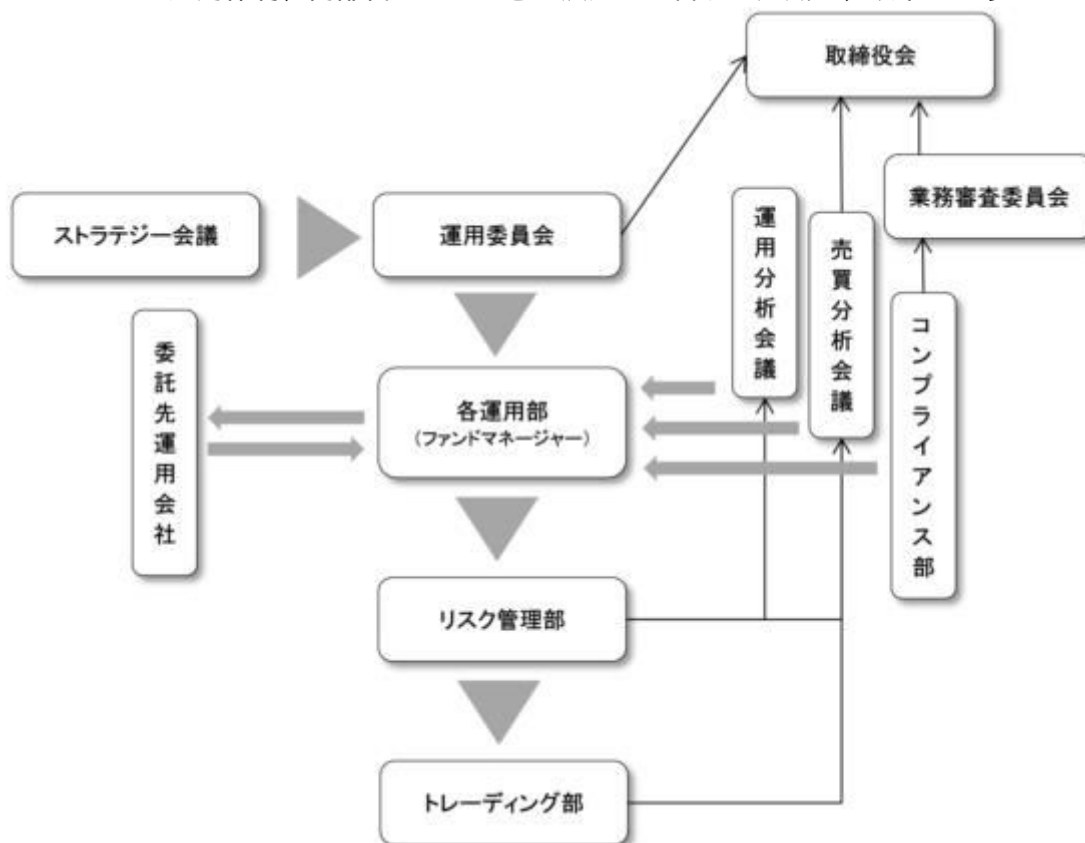 取締役会
業務審査委員会
ストラテジー会議
運用委員会
運用分析会議
売買分析会議
コンプライアンス部
委託先運用会社
各運用部
(ファンドマネージャー)
リスク管理部
トレーディング部